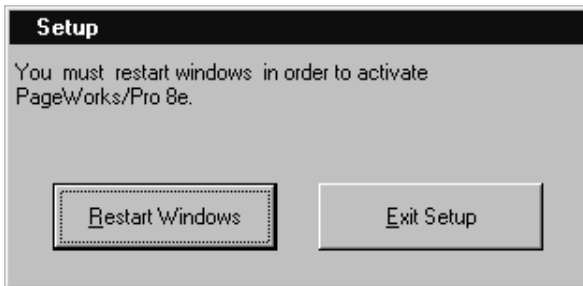 Setup
You must restart windows in order to activate
PageWorks/Pro 8e.
Restart Windows
Exit Setup